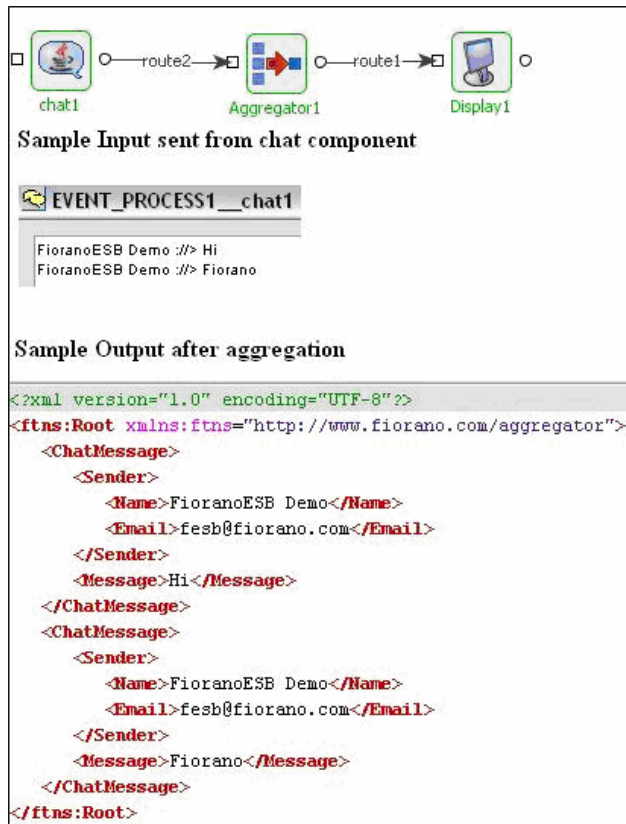 route2 route1
chat1 Aggregator1 Display1
Sample Input sent from chat component
EVENT_PROCESS1__chat1
FioranoESB Demo ://> Hi
FioranoESB Demo ://> Fiorano
Sample Output after aggregation
<?xml version="1.0" encoding="UTF-8"?>
<ftns:Root xmlns:ftns="http://www.fiorano.com/aggregator">
<ChatMessage>
<Sender>
<Name>FioranoESB Demo</Name>
<Email>fesb@fiorano.com</Email>
</Sender>
<Message>Hi</Message>
</ChatMessage>
<ChatMessage>
<Sender>
<Name>FioranoESB Demo</Name>
<Email>fesb@fiorano.com</Email>
</Sender>
<Message>Fiorano</Message>
</ChatMessage>
</ftns:Root>